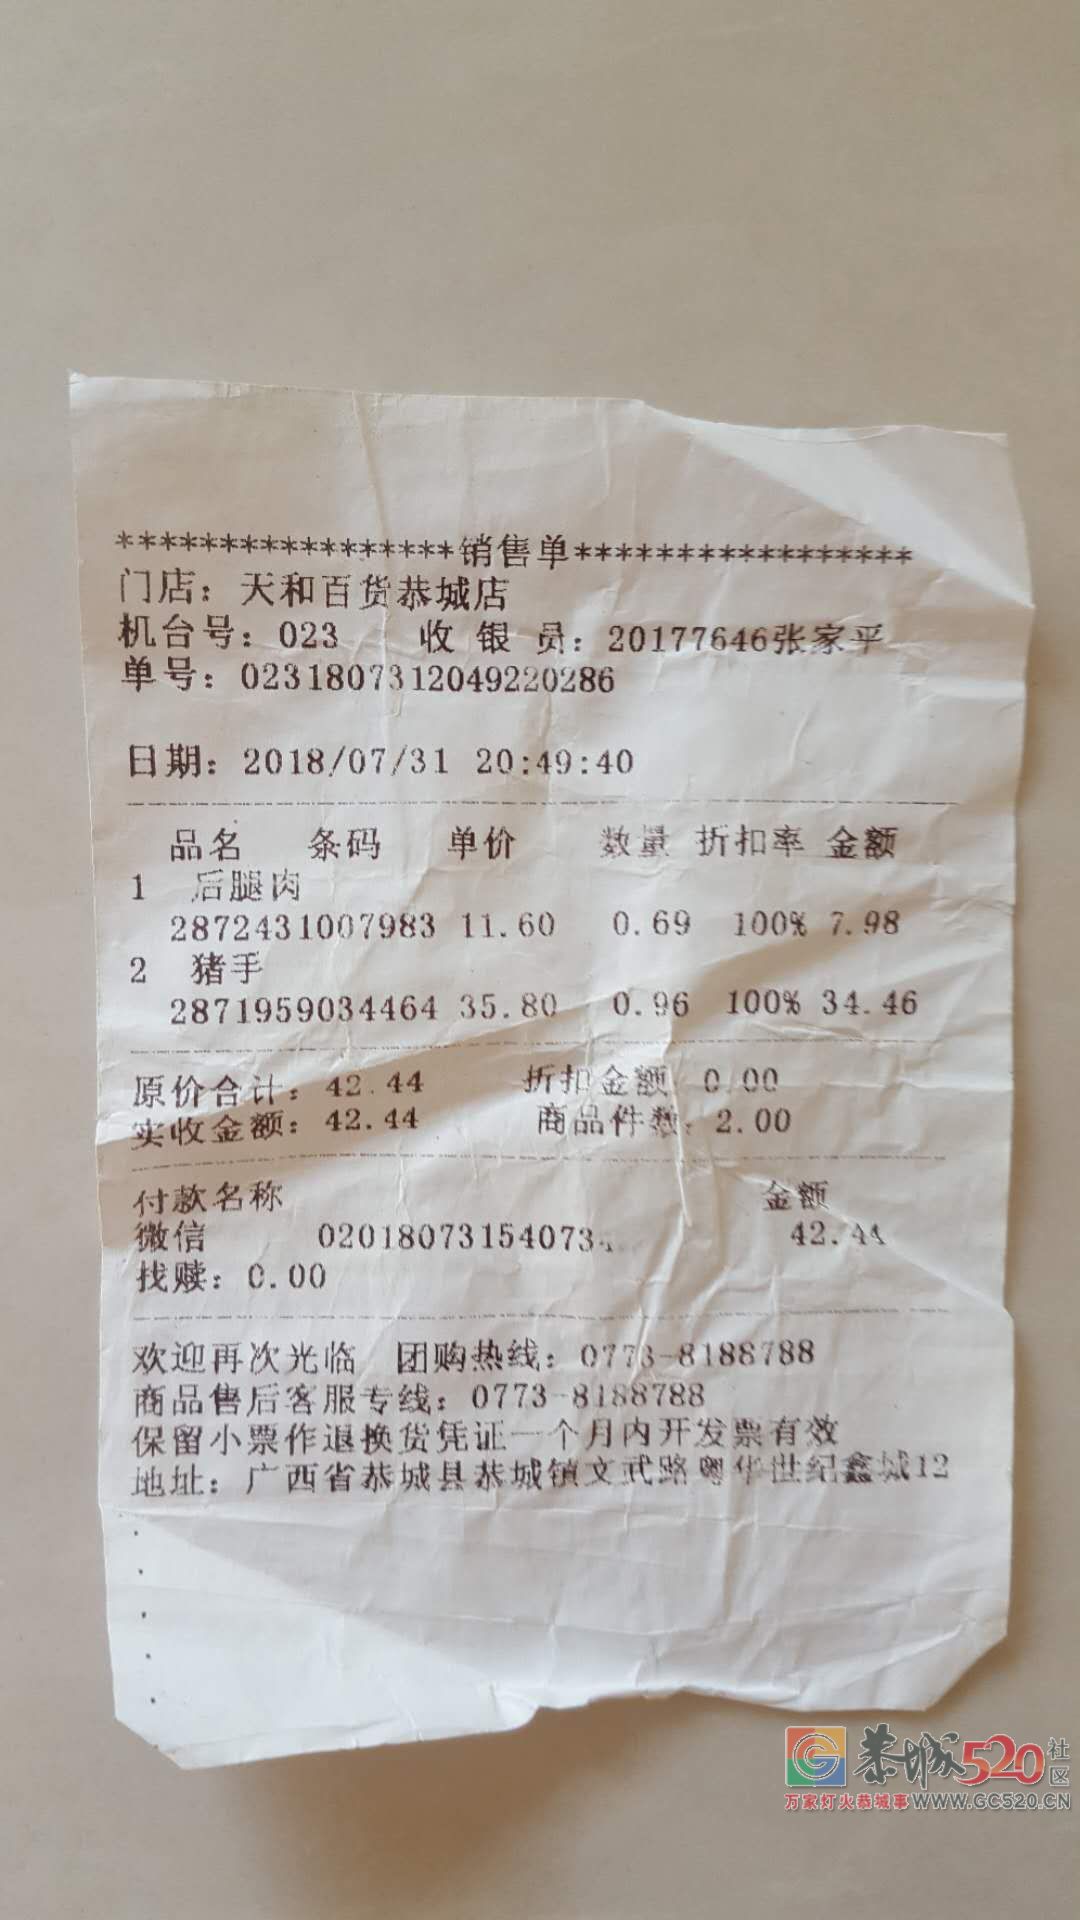 *****************销售单*****************
门店：天和百货恭城店
机台号：023 收 银 员：20177646张家平
单号：0231807312049220286
日期：2018/07/31 20:49:40
品名 条码 单价 数量 折扣率 金额
1 后腿肉
2872431007983 11.60 0.69 100% 7.98
2 猪手
2871959034464 35.80 0.96 100% 34.46
原价合计：42.44 折扣金额：0.00
实收金额：42.44 商品件数：2.00
付款名称 金额
微信 02018073154073 42.44
找赎：0.00
欢迎再次光临 团购热线：0773-8188788
商品售后客服专线：0773-8188788
保留小票作退换货凭证一个月内开发票有效
地址：广西省恭城县恭城镇文武路粤华世纪鑫城12
恭城520社区
万家灯火恭城事 WWW.GC520.CN